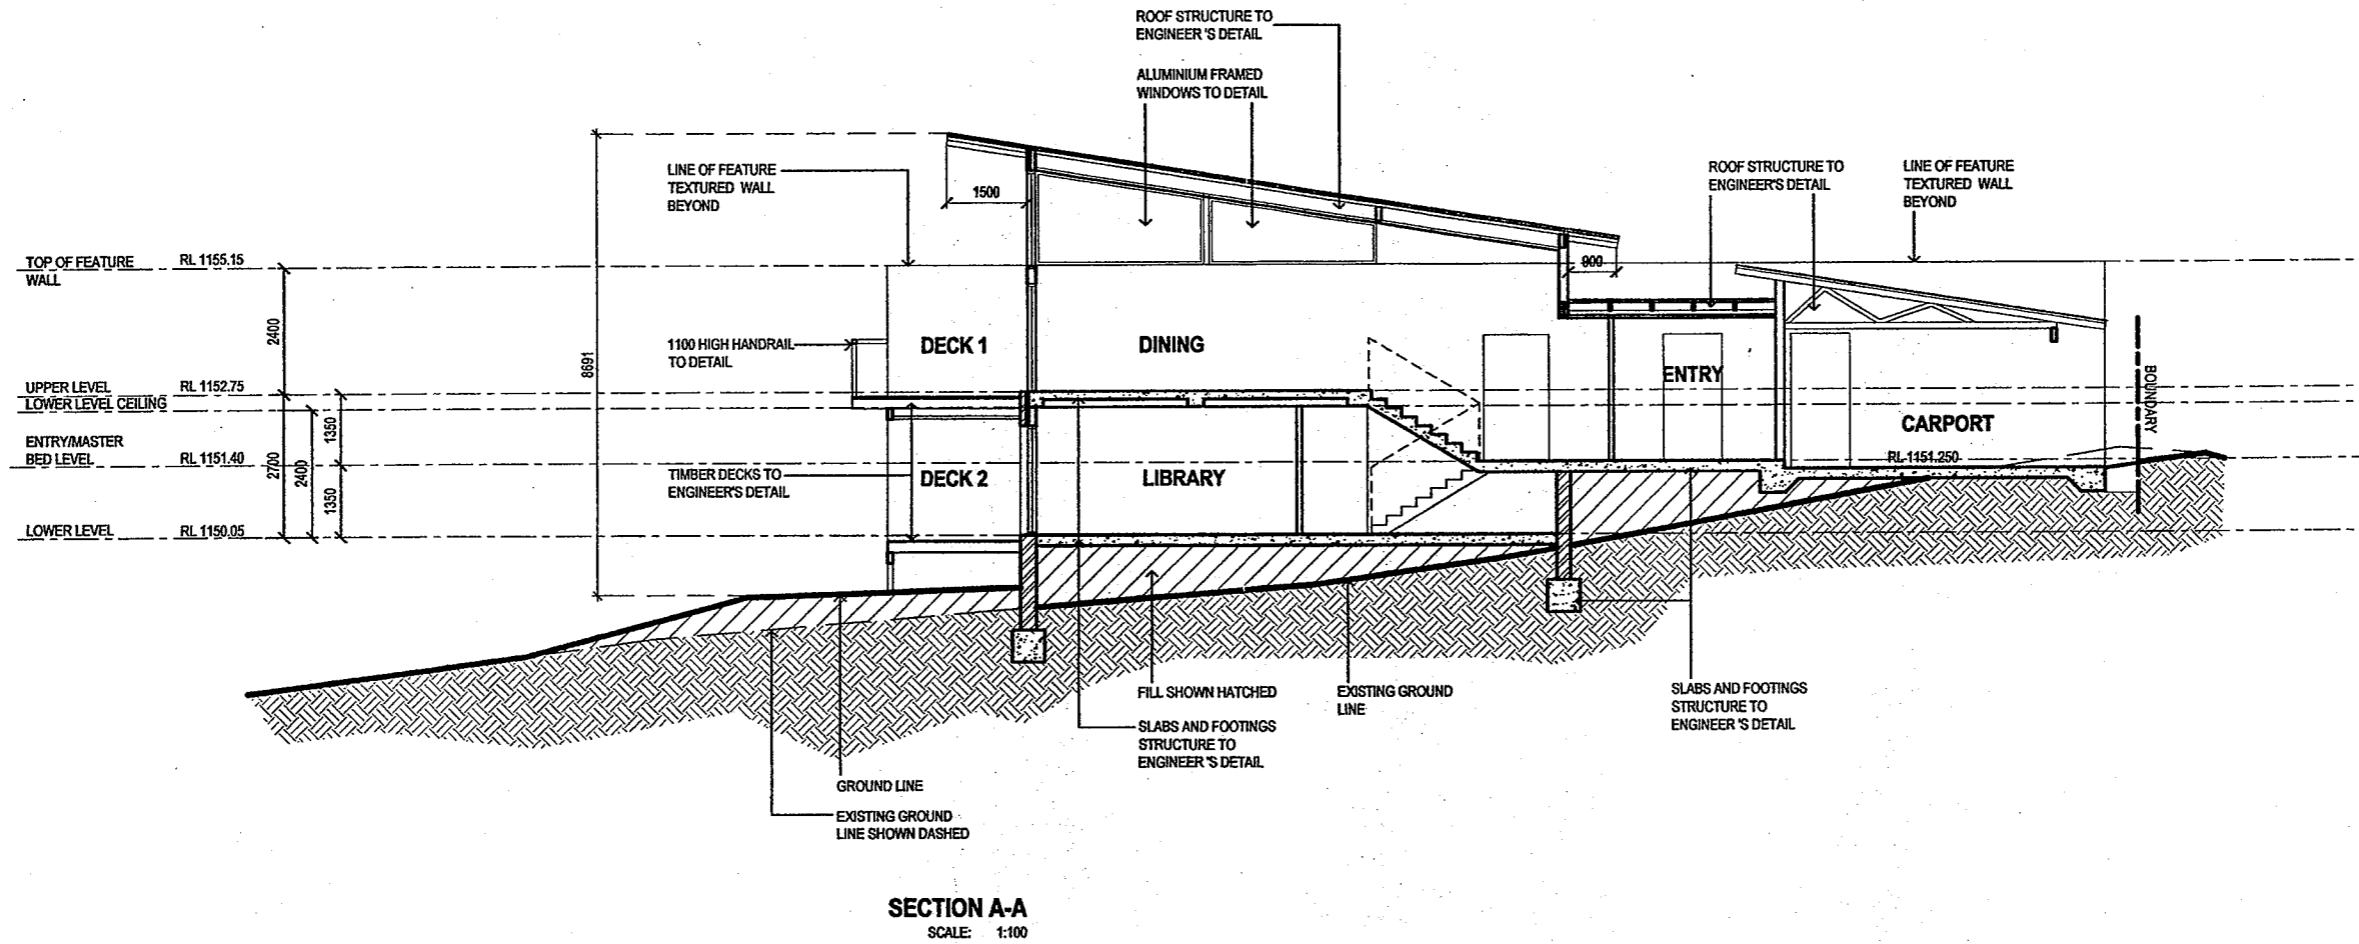 ROOF STRUCTURE TO
ENGINEER'S DETAIL
ALUMINIUM FRAMED
WINDOWS TO DETAIL
LINE OF FEATURE
TEXTURED WALL
BEYOND
1500
ROOF STRUCTURE TO
ENGINEER'S DETAIL
LINE OF FEATURE
TEXTURED WALL
BEYOND
TOP OF FEATURE
WALL
RL 1155.15
900
2400
8691
1100 HIGH HANDRAIL
TO DETAIL
DECK 1
DINING
ENTRY
BOUNDARY
UPPER LEVEL
RL 1152.75
LOWER LEVEL CEILING
CARPORT
1350
ENTRY/MASTER
BED LEVEL
RL 1151.40
RL 1151.250
2700
2400
1350
TIMBER DECKS TO
ENGINEER'S DETAIL
DECK 2
LIBRARY
LOWER LEVEL
RL 1150.05
FILL SHOWN HATCHED
EXISTING GROUND
LINE
SLABS AND FOOTINGS
STRUCTURE TO
ENGINEER'S DETAIL
SLABS AND FOOTINGS
STRUCTURE TO
ENGINEER'S DETAIL
GROUND LINE
EXISTING GROUND
LINE SHOWN DASHED
SECTION A-A
SCALE: 1:100